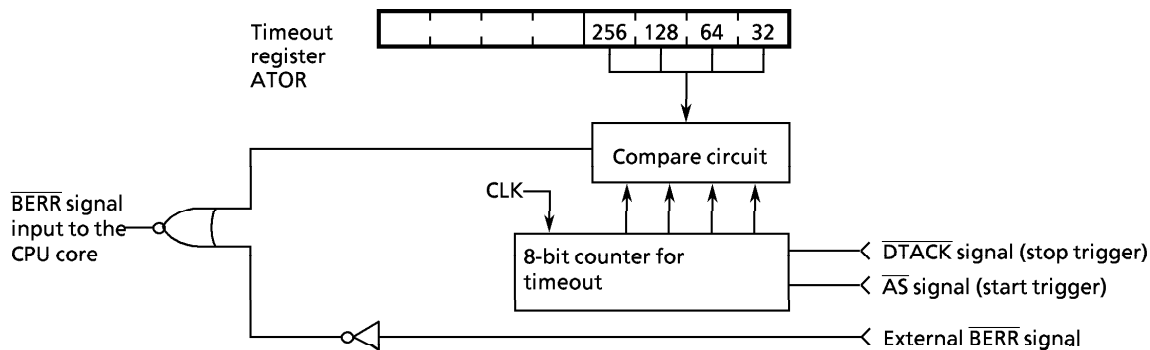 Timeout
register
ATOR
256 128 64 32
Compare circuit
CLK
BERR signal
input to the
CPU core
8-bit counter for
timeout
DTACK signal (stop trigger)
AS signal (start trigger)
External BERR signal